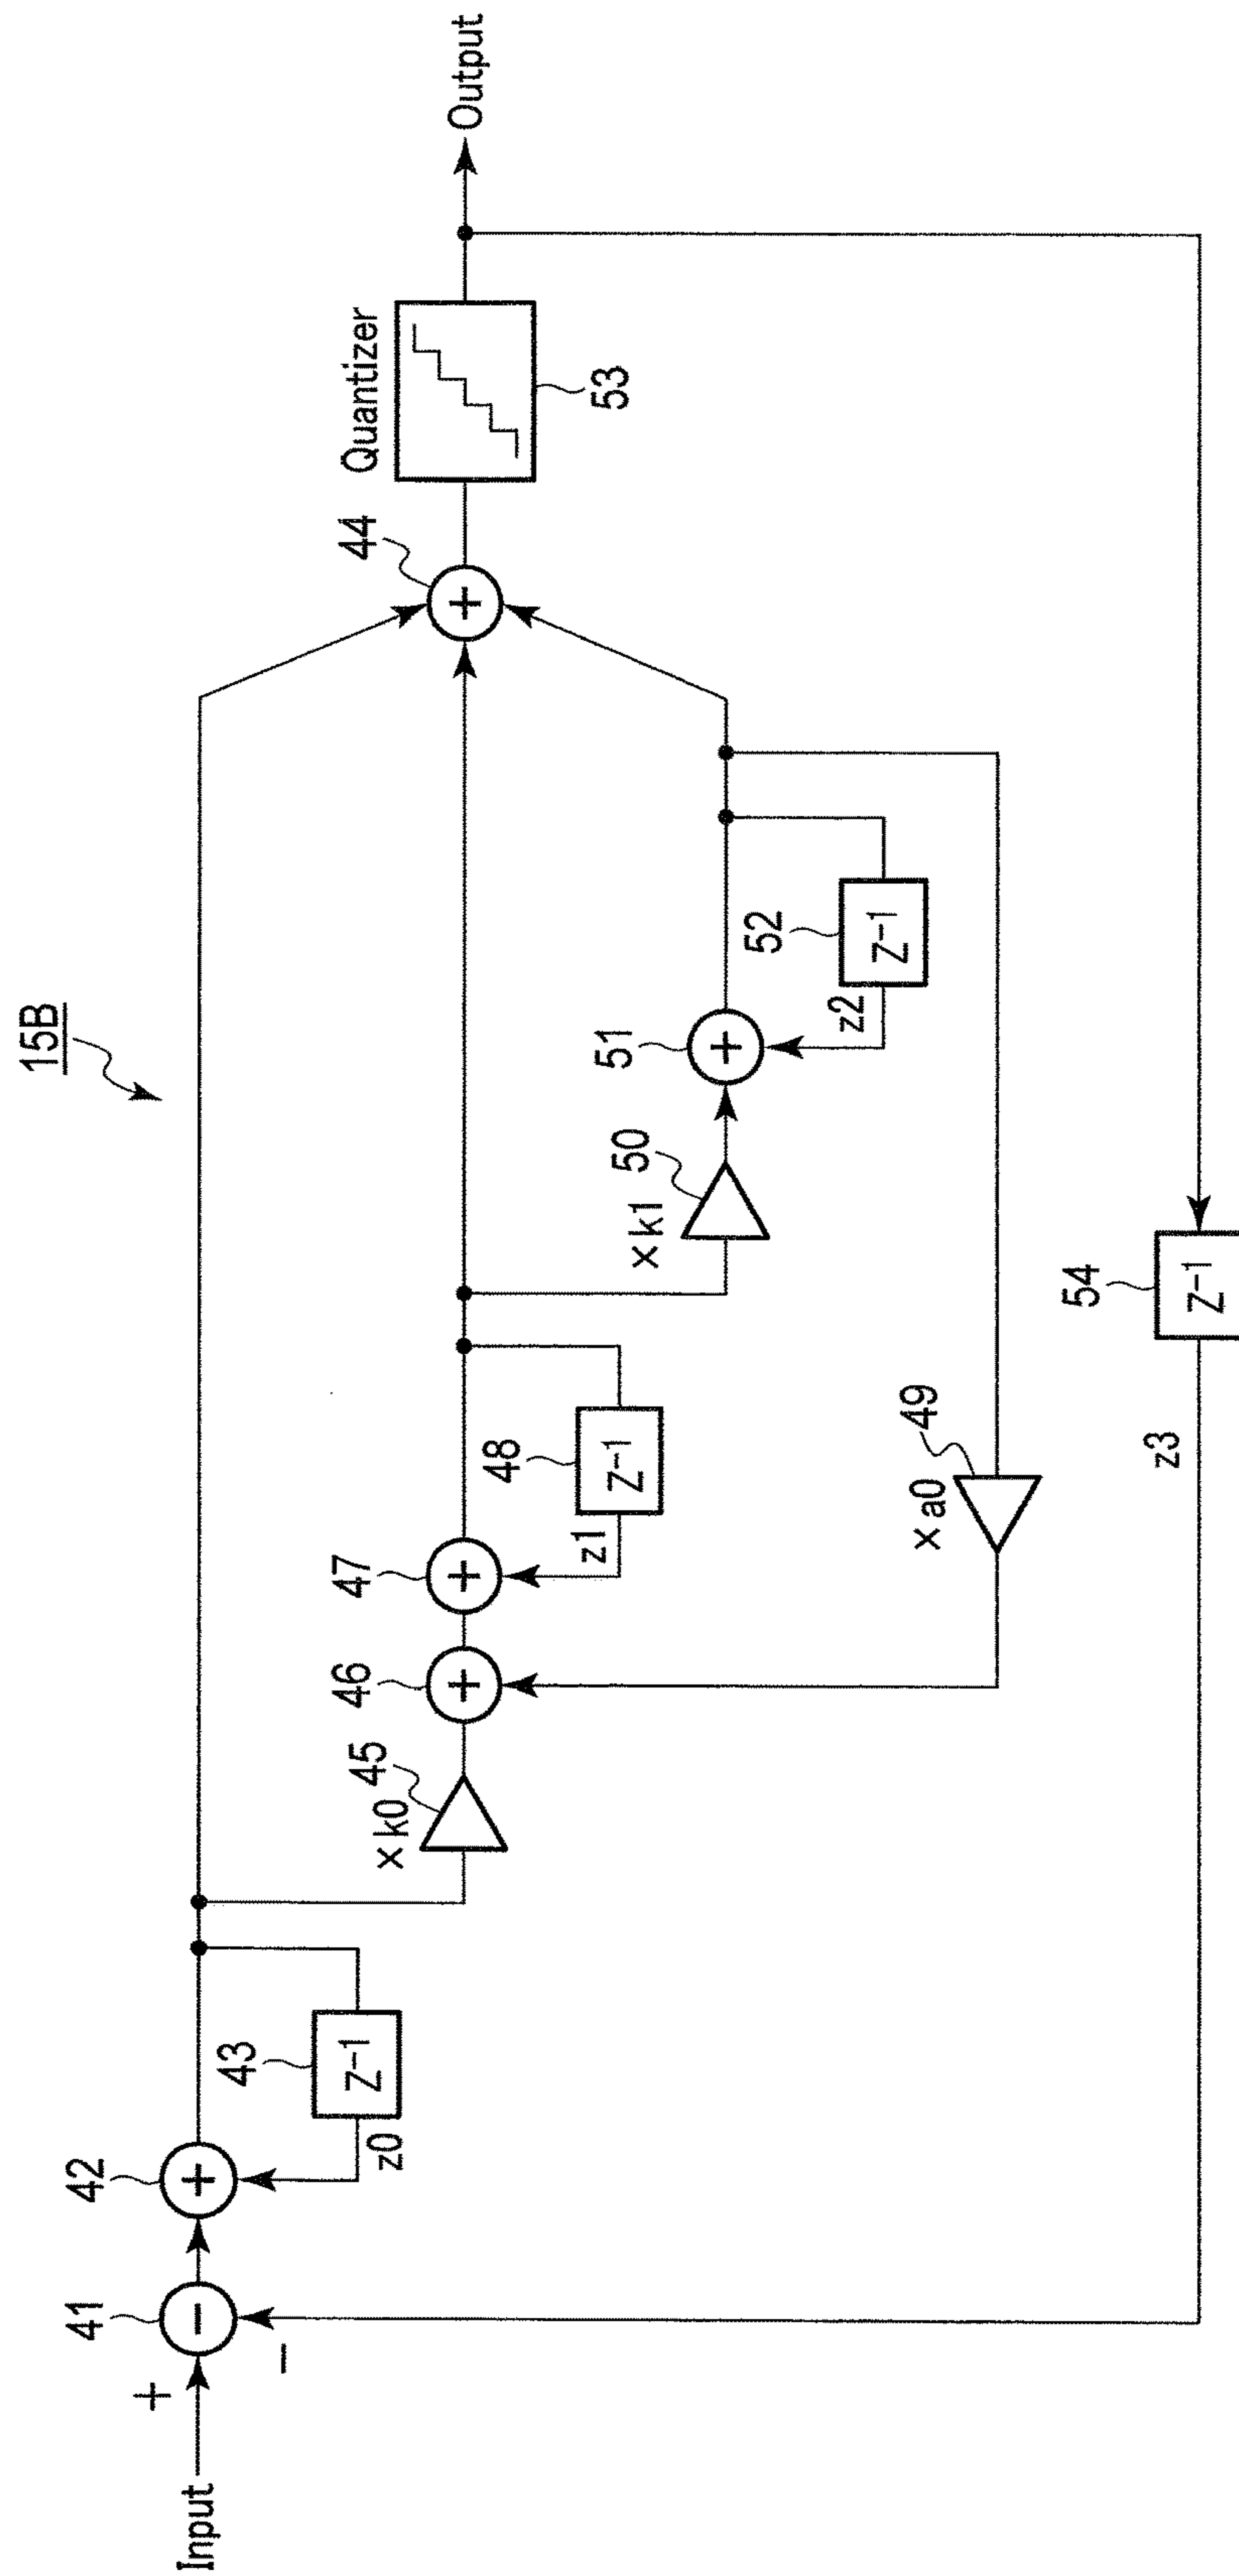 15B
Input
+
−
41
−
42
+
z0
43
Z−1
×k0
45
46
+
47
+
z1
48
Z−1
×k1
50
51
+
z2
52
Z−1
×a0
49
44
+
Quantizer
53
Output
z3
54
Z−1